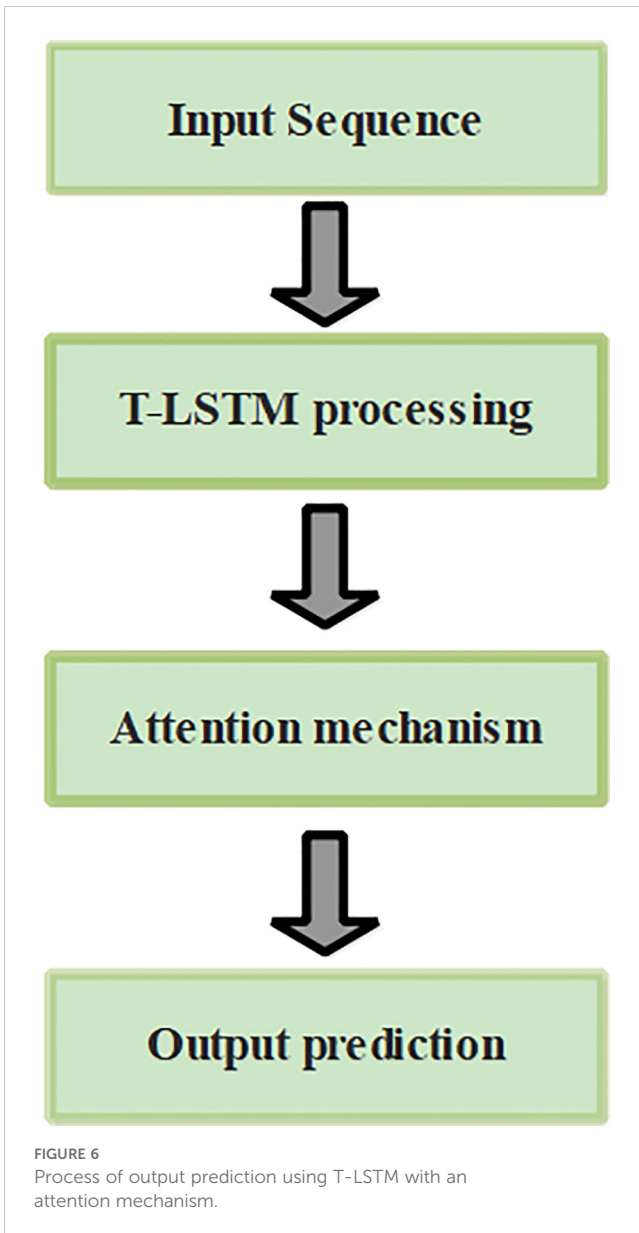 Input Sequence
T-LSTM processing
Attention mechanism
Output prediction
FIGURE 6
Process of output prediction using T-LSTM with an
attention mechanism.